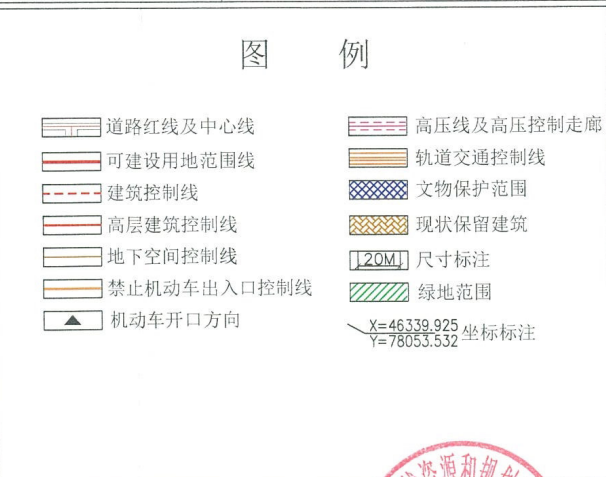 图 例
道路红线及中心线
可建设用地范围线
建筑控制线
高层建筑控制线
地下空间控制线
禁止机动车出入口控制线
机动车开口方向
高压线及高压控制走廊
轨道交通控制线
文物保护范围
现状保留建筑
20M 尺寸标注
绿地范围
X=46339.925
Y=78053.532 坐标标注
资源和规划